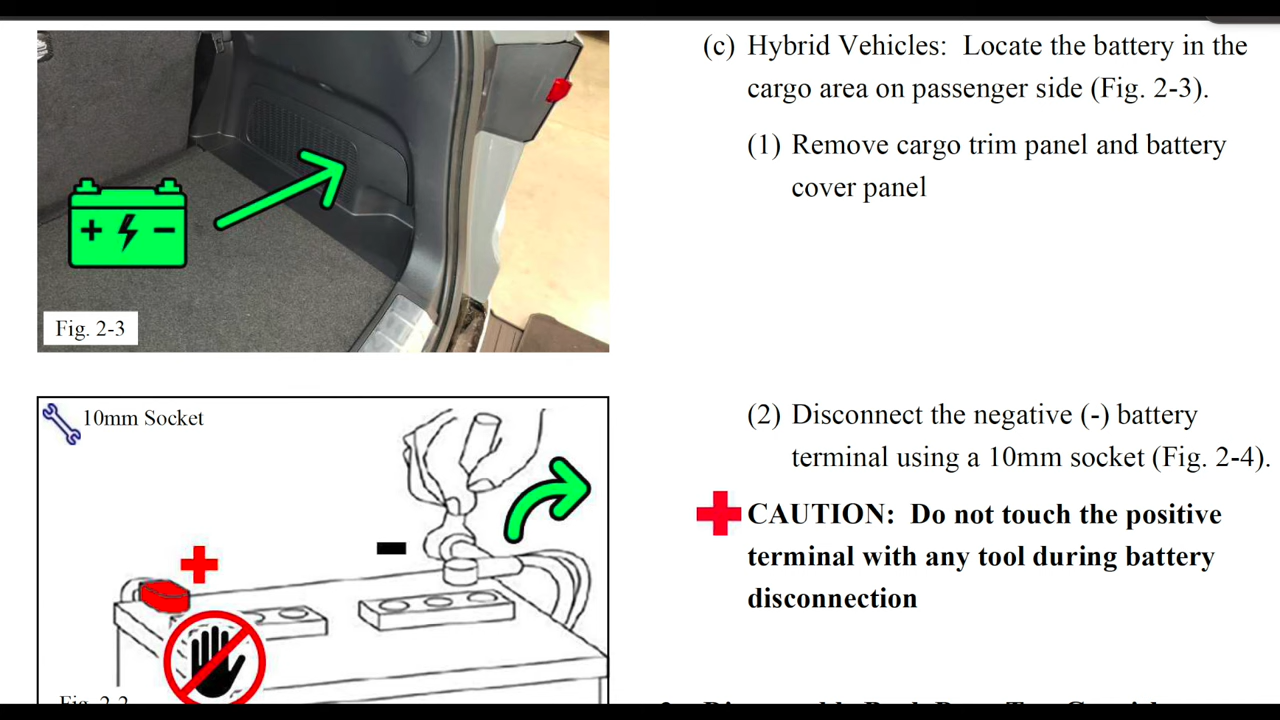 (c) Hybrid Vehicles: Locate the battery in the
cargo area on passenger side (Fig. 2-3).
(1) Remove cargo trim panel and battery
cover panel
+ -
Fig. 2-3
10mm Socket
(2) Disconnect the negative (-) battery
terminal using a 10mm socket (Fig. 2-4).
CAUTION: Do not touch the positive
terminal with any tool during battery
disconnection